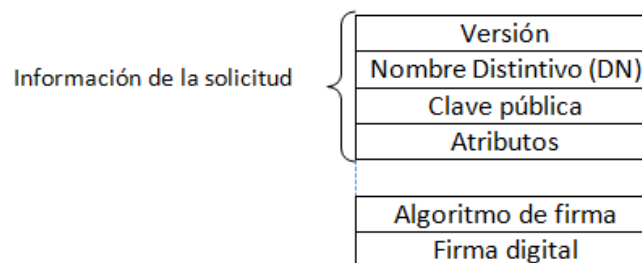 Versión
Información de la solicitud
Nombre Distintivo (DN)
Clave pública
Atributos
Algoritmo de firma
Firma digital